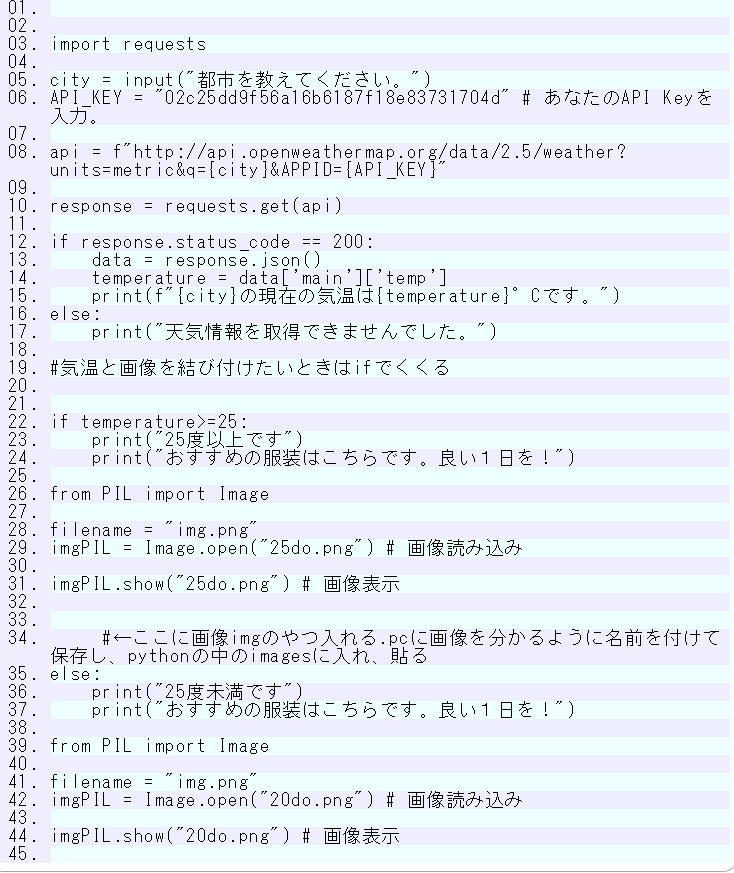 01.
02.
03. import requests
04.
05. city = input("都市を教えてください。")
06. API_KEY = "02c25dd9f56a16b6187f18e83731704d" # あなたのAPI Keyを
入力。
07.
08. api = f"http://api.openweathermap.org/data/2.5/weather?
units=metric&q={city}&APPID={API_KEY}"
09.
10. response = requests.get(api)
11.
12. if response.status_code == 200:
13.     data = response.json()
14.     temperature = data['main']['temp']
15.     print(f"{city}の現在の気温は{temperature}°Cです。")
16. else:
17.     print("天気情報を取得できませんでした。")
18.
19. #気温と画像を結び付けたいときはifでくくる
20.
21.
22. if temperature>=25:
23.     print("25度以上です")
24.     print("おすすめの服装はこちらです。良い１日を！")
25.
26. from PIL import Image
27.
28. filename = "img.png"
29. imgPIL = Image.open("25do.png") # 画像読み込み
30.
31. imgPIL.show("25do.png") # 画像表示
32.
33.
34.      #←ここに画像imgのやつ入れる.pcに画像を分かるように名前を付けて
保存し、pythonの中のimagesに入れ、貼る
35. else:
36.     print("25度未満です")
37.     print("おすすめの服装はこちらです。良い１日を！")
38.
39. from PIL import Image
40.
41. filename = "img.png"
42. imgPIL = Image.open("20do.png") # 画像読み込み
43.
44. imgPIL.show("20do.png") # 画像表示
45.